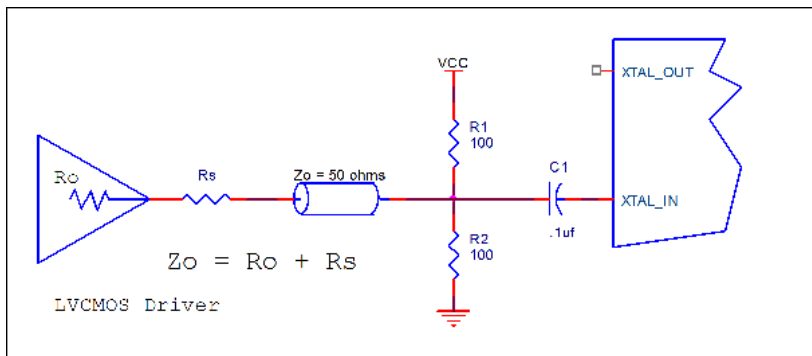 VCC
XTAL_OUT
R1
100
C1
Ro
Rs
Zo = 50 ohms
XTAL_IN
.1uf
R2
100
Zo = Ro + Rs
LVCMOS Driver